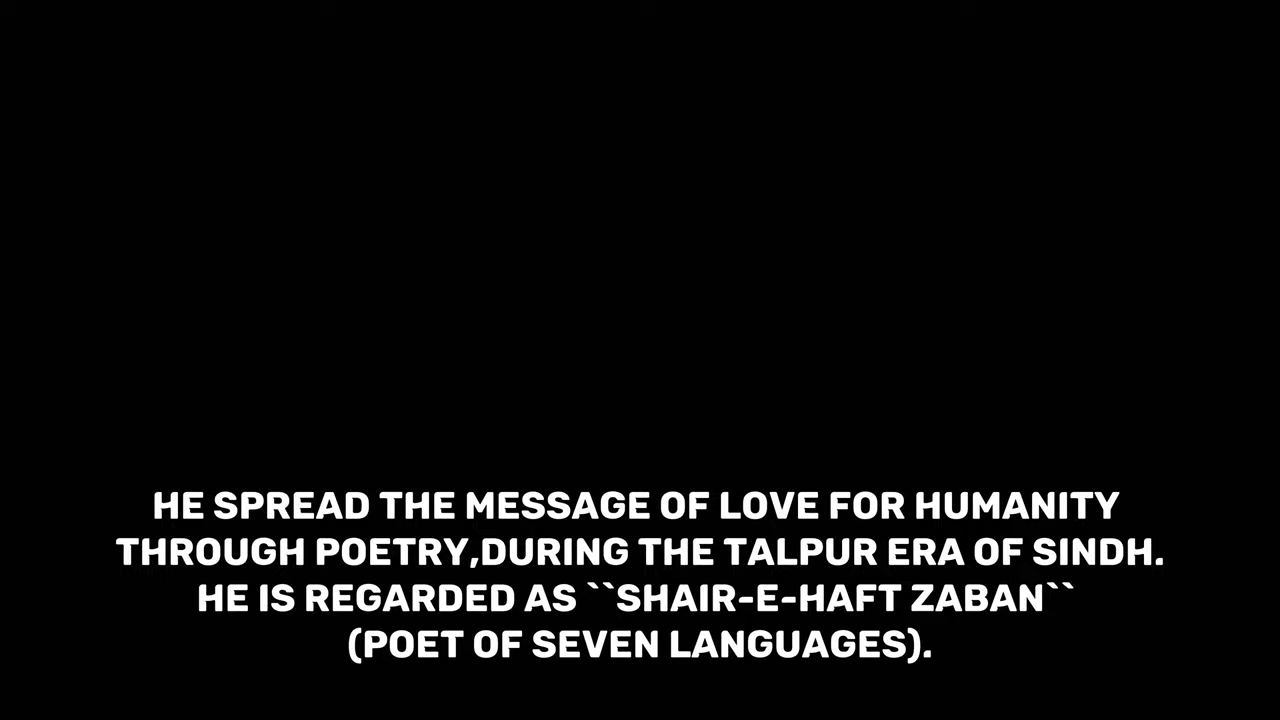 HE SPREAD THE MESSAGE OF LOVE FOR HUMANITY
THROUGH POETRY,DURING THE TALPUR ERA OF SINDH.
HE IS REGARDED AS ``SHAIR-E-HAFT ZABAN``
(POET OF SEVEN LANGUAGES).